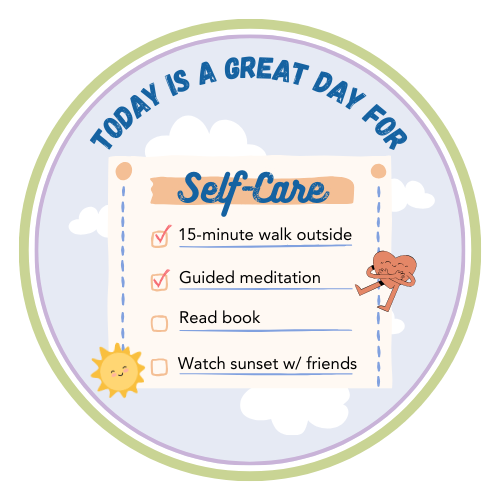 TODAY IS A GREAT DAY FOR
Self-Care
15-minute walk outside
Guided meditation
Read book
Watch sunset w/ friends